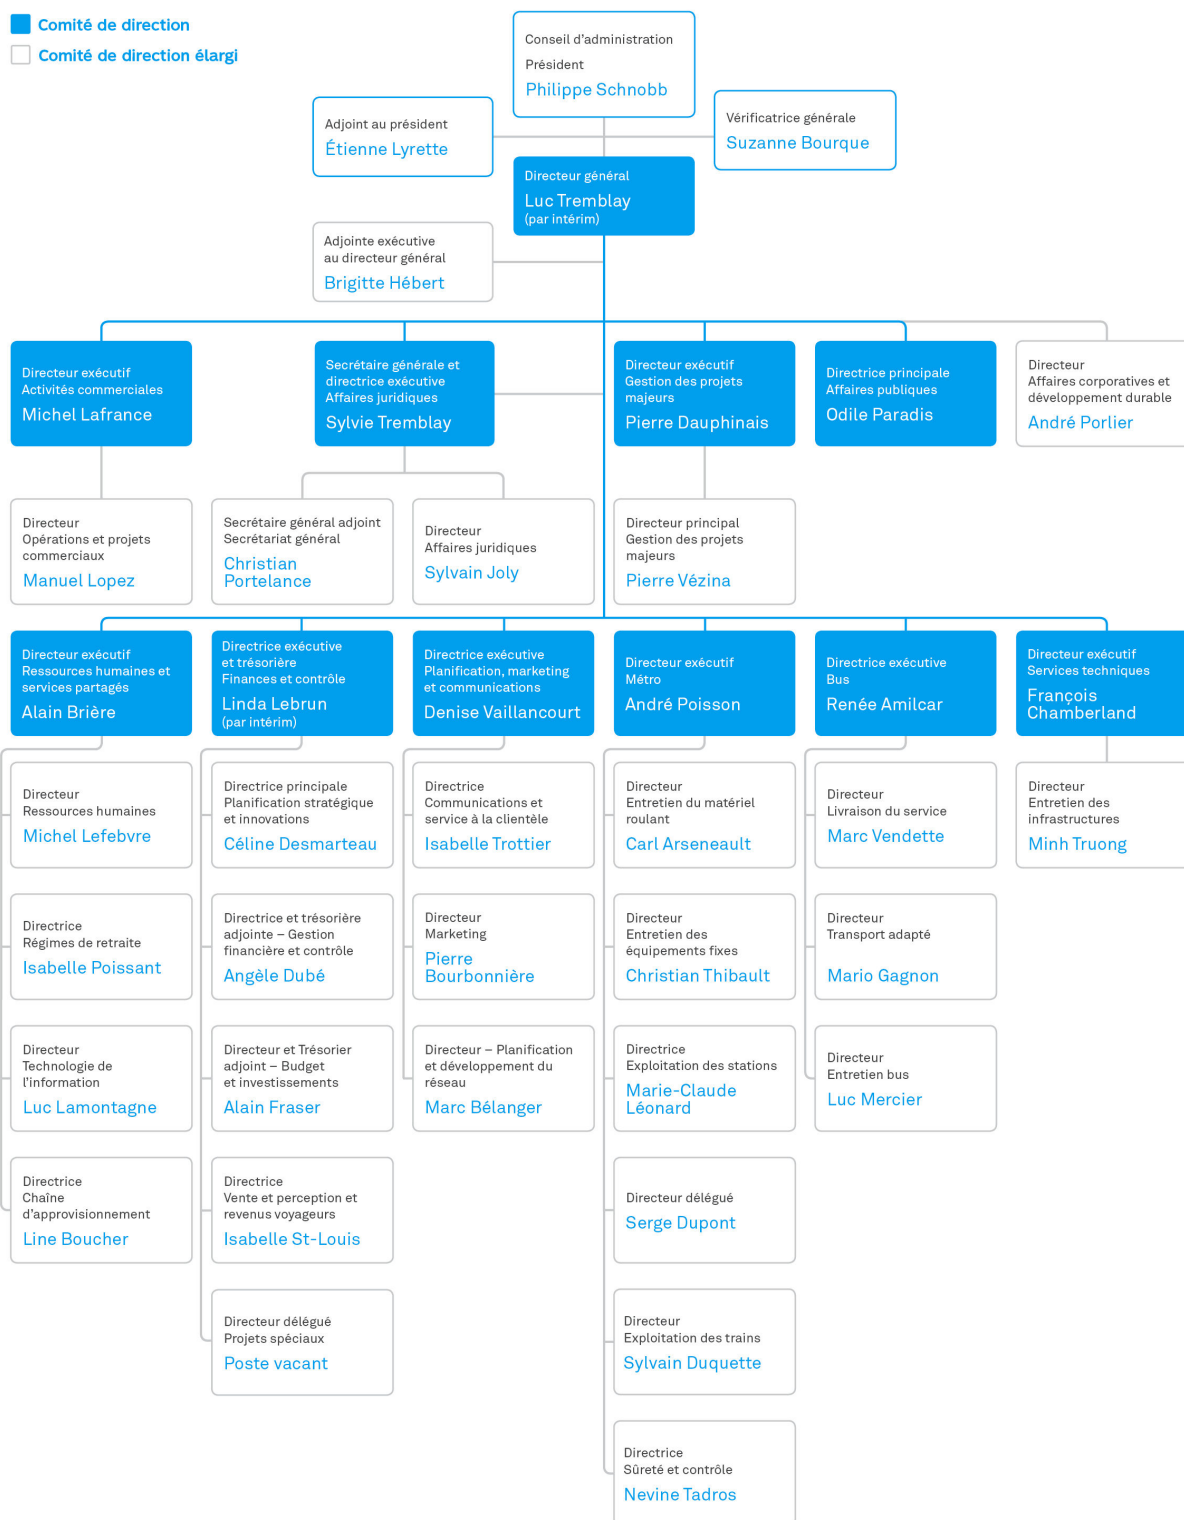 Comité de direction
Comité de direction élargi
Conseil d'administration
Président
Philippe Schnobb
Adjoint au président
Étienne Lyrette
Vérificatrice générale
Suzanne Bourque
Directeur général
Luc Tremblay
(par intérim)
Adjointe exécutive
au directeur général
Brigitte Hébert
Directeur exécutif
Activités commerciales
Michel Lafrance
Secrétaire générale et
directrice exécutive
Affaires juridiques
Sylvie Tremblay
Directeur exécutif
Gestion des projets
majeurs
Pierre Dauphinais
Directrice principale
Affaires publiques
Odile Paradis
Directeur
Affaires corporatives et
développement durable
André Porlier
Directeur
Opérations et projets
commerciaux
Manuel Lopez
Secrétaire général adjoint
Secrétariat général
Christian
Portelance
Directeur
Affaires juridiques
Sylvain Joly
Directeur principal
Gestion des projets
majeurs
Pierre Vézina
Directeur exécutif
Ressources humaines et
services partagés
Alain Brière
Directrice exécutive
et trésorière
Finances et contrôle
Linda Lebrun
(par intérim)
Directrice exécutive
Planification, marketing
et communications
Denise Vaillancourt
Directeur exécutif
Métro
André Poisson
Directrice exécutive
Bus
Renée Amilcar
Directeur exécutif
Services techniques
François
Chamberland
Directeur
Ressources humaines
Michel Lefebvre
Directrice principale
Planification stratégique
et innovations
Céline Desmarteau
Directrice
Communications et
service à la clientèle
Isabelle Trottier
Directeur
Entretien du matériel
roulant
Carl Arseneault
Directeur
Livraison du service
Marc Vendette
Directeur
Entretien des
infrastructures
Minh Truong
Directrice
Régimes de retraite
Isabelle Poissant
Directrice et trésorière
adjointe – Gestion
financière et contrôle
Angèle Dubé
Directeur
Marketing
Pierre
Bourbonnière
Directeur
Entretien des
équipements fixes
Christian Thibault
Directeur
Transport adapté
Mario Gagnon
Directeur
Technologie de
l'information
Luc Lamontagne
Directeur et Trésorier
adjoint – Budget
et investissements
Alain Fraser
Directeur – Planification
et développement du
réseau
Marc Bélanger
Directrice
Exploitation des stations
Marie-Claude
Léonard
Directeur
Entretien bus
Luc Mercier
Directrice
Chaîne
d'approvisionnement
Line Boucher
Directrice
Vente et perception et
revenus voyageurs
Isabelle St-Louis
Directeur délégué
Serge Dupont
Directeur délégué
Projets spéciaux
Poste vacant
Directeur
Exploitation des trains
Sylvain Duquette
Directrice
Sûreté et contrôle
Nevine Tadros